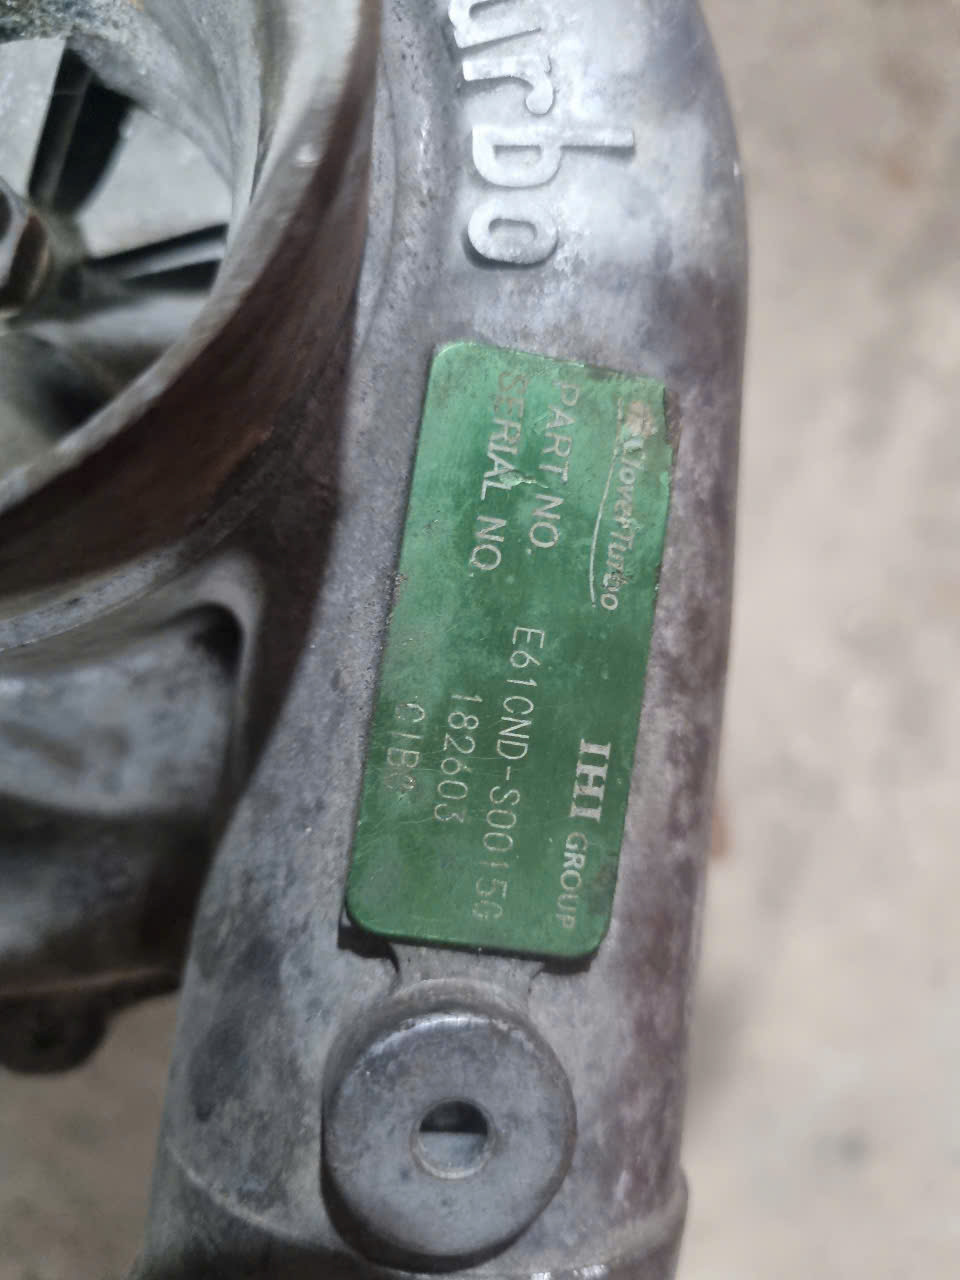 urbo
CloverTurbo IHI GROUP
PART NO. E61CND-S0015G
SERIAL NO. 182603